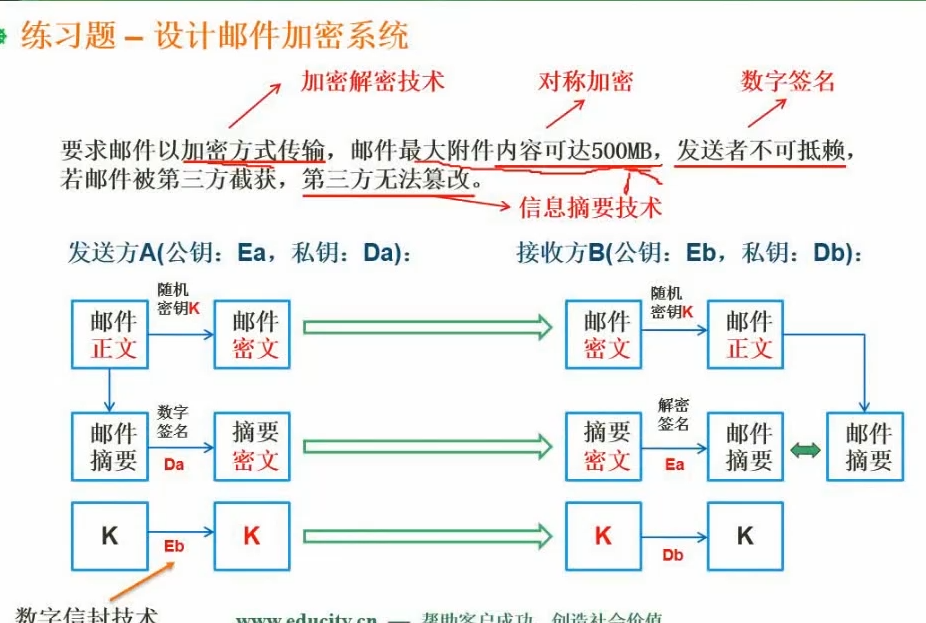 练习题 – 设计邮件加密系统
加密解密技术 对称加密 数字签名
要求邮件以加密方式传输，邮件最大附件内容可达500MB，发送者不可抵赖，
若邮件被第三方截获，第三方无法篡改。
信息摘要技术
发送方A(公钥：Ea，私钥：Da)： 接收方B(公钥：Eb，私钥：Db)：
随机
密钥K
邮件
正文
邮件
密文
邮件
密文
随机
密钥K
邮件
正文
邮件
摘要
数字
签名
Da
摘要
密文
摘要
密文
解密
签名
Ea
邮件
摘要
邮件
摘要
K
Eb
K
K
Db
K
数字信封技术
www.educity.cn — 帮助客户成功，创造社会价值